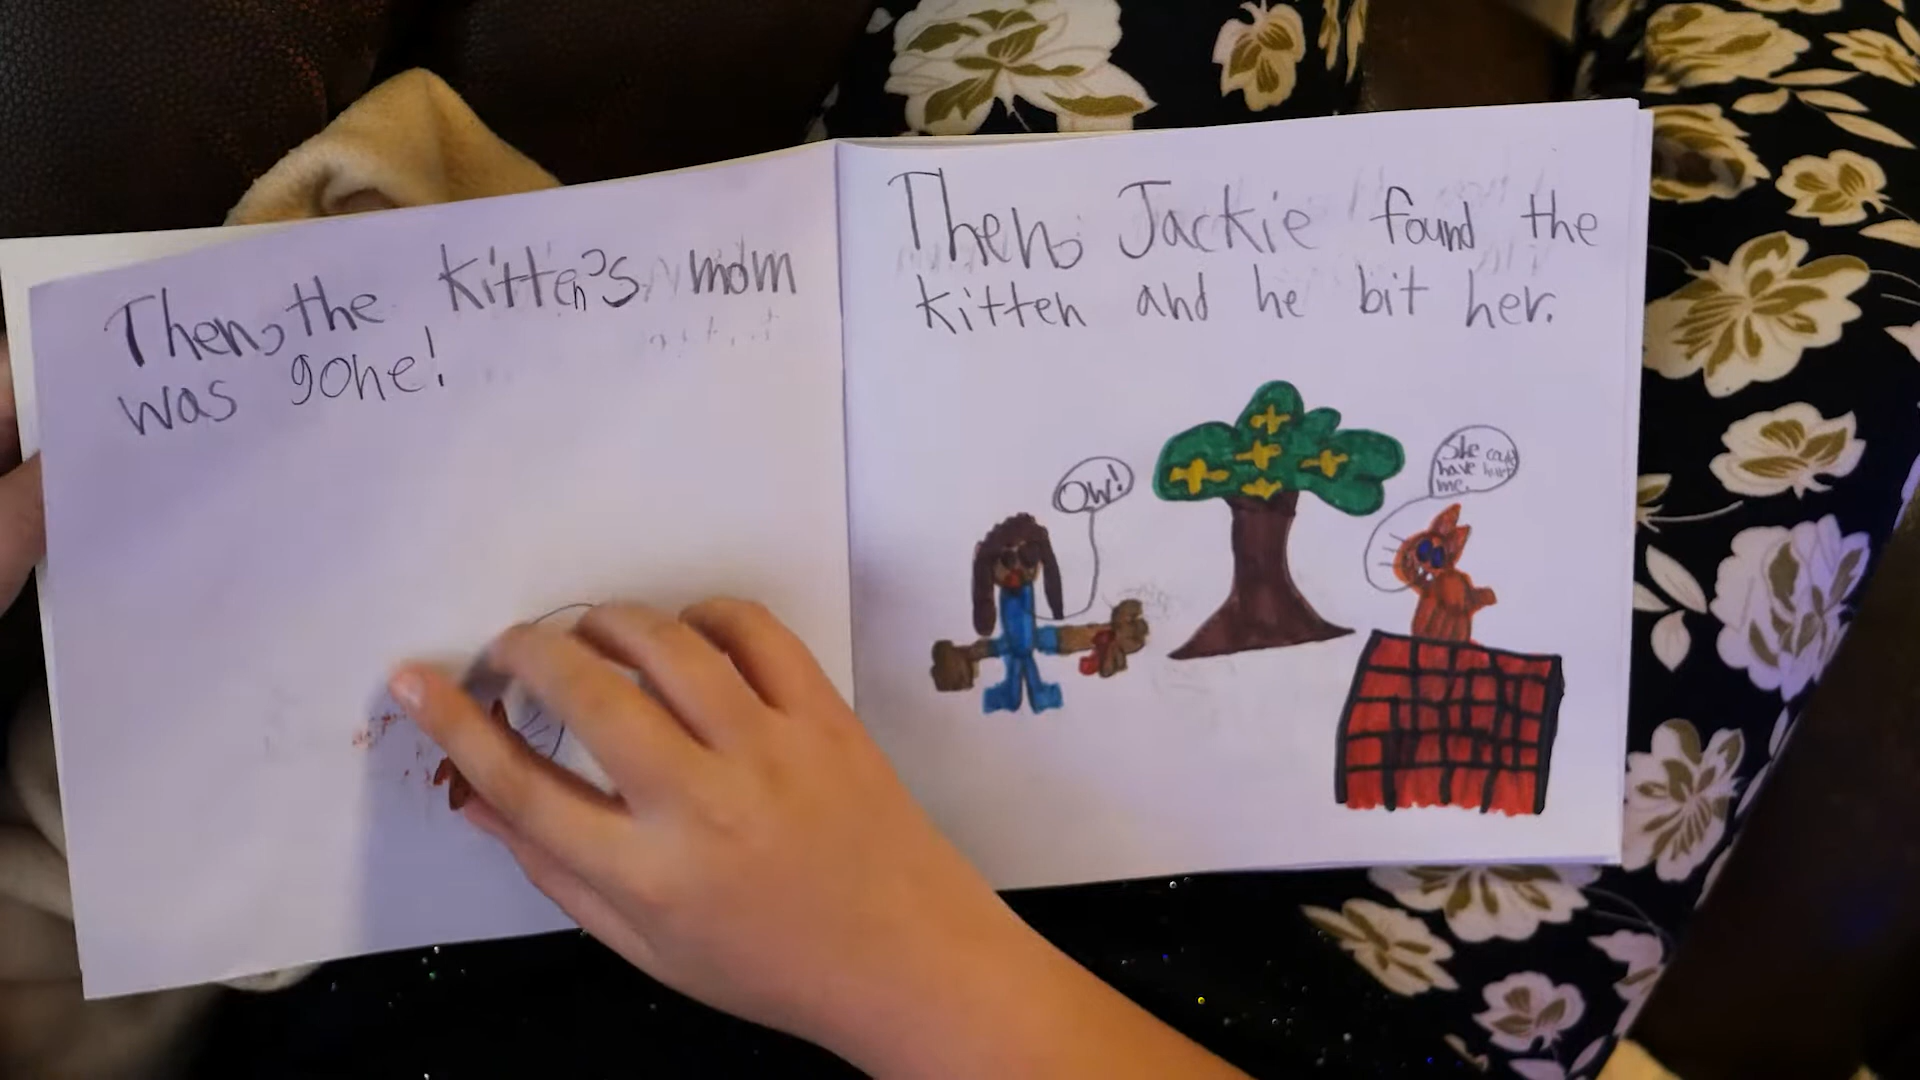 Then, the kitten's mom
was gone!
Then, Jackie found the
kitten and he bit her.
Ow!
She could
have hurt
me.